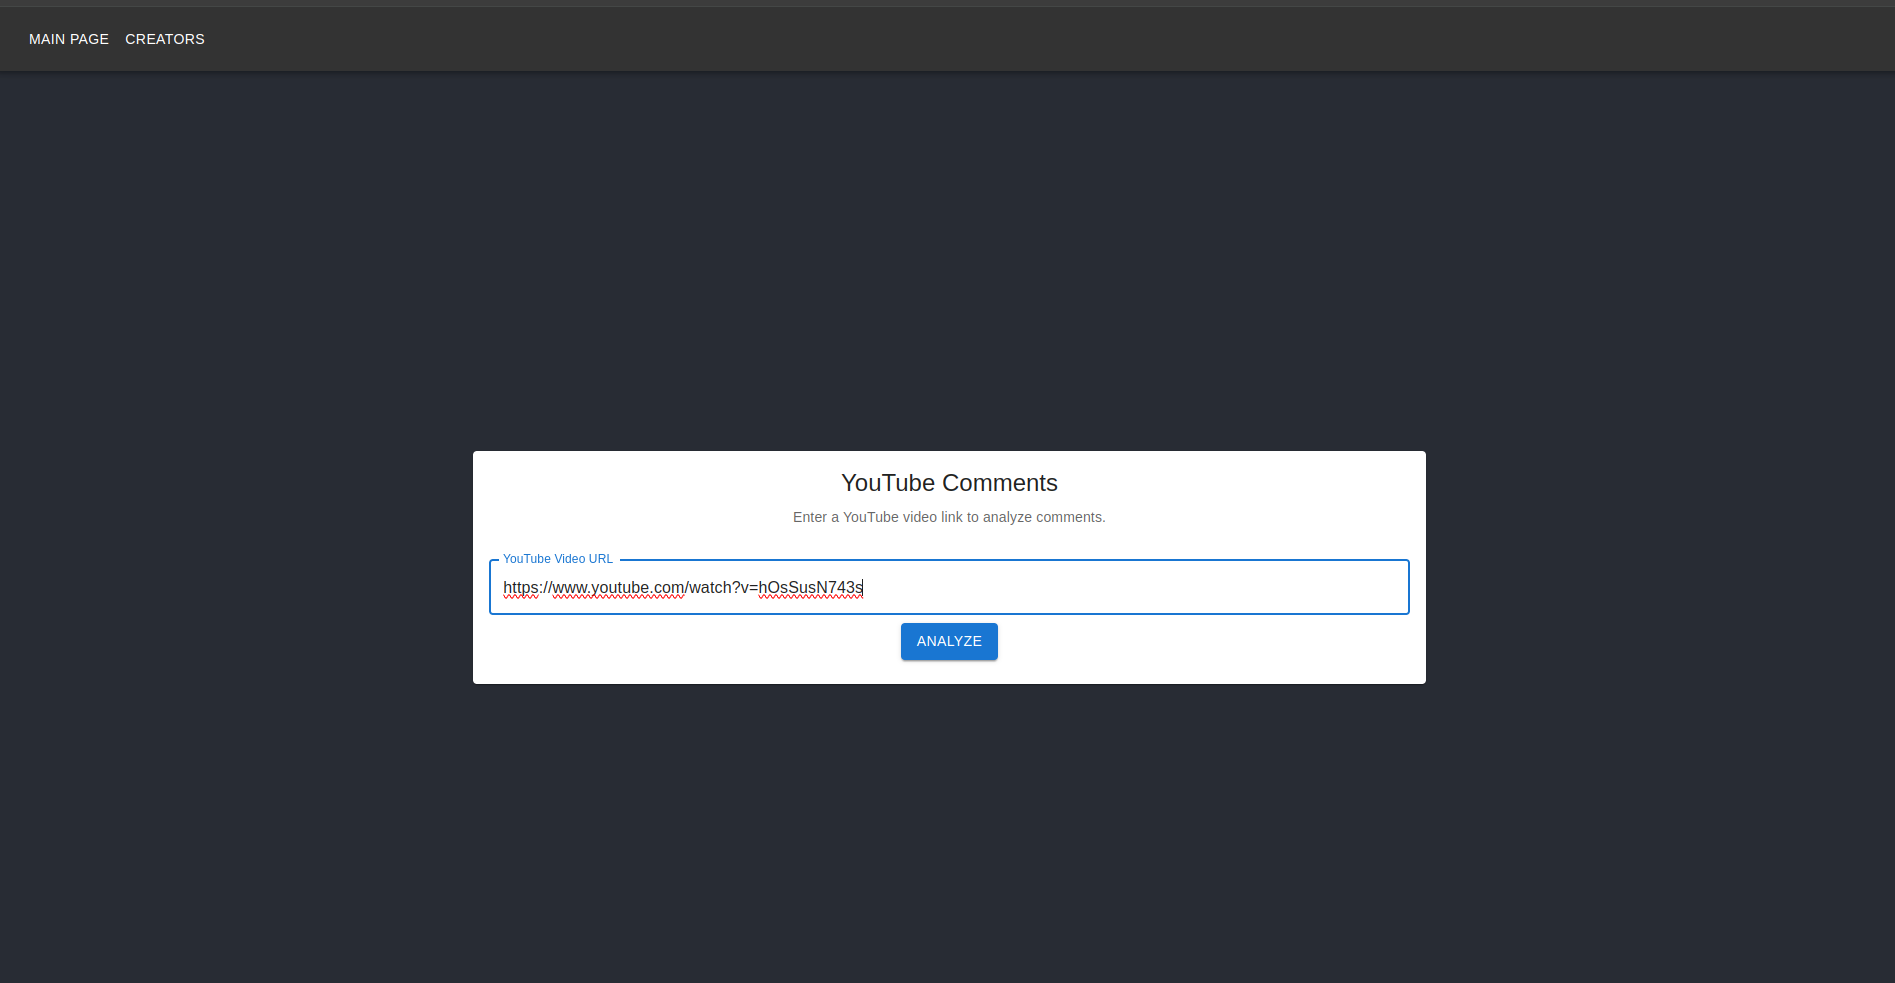 MAIN PAGE CREATORS
YouTube Comments
Enter a YouTube video link to analyze comments.
YouTube Video URL
https://www.youtube.com/watch?v=hOsSusN743s
ANALYZE